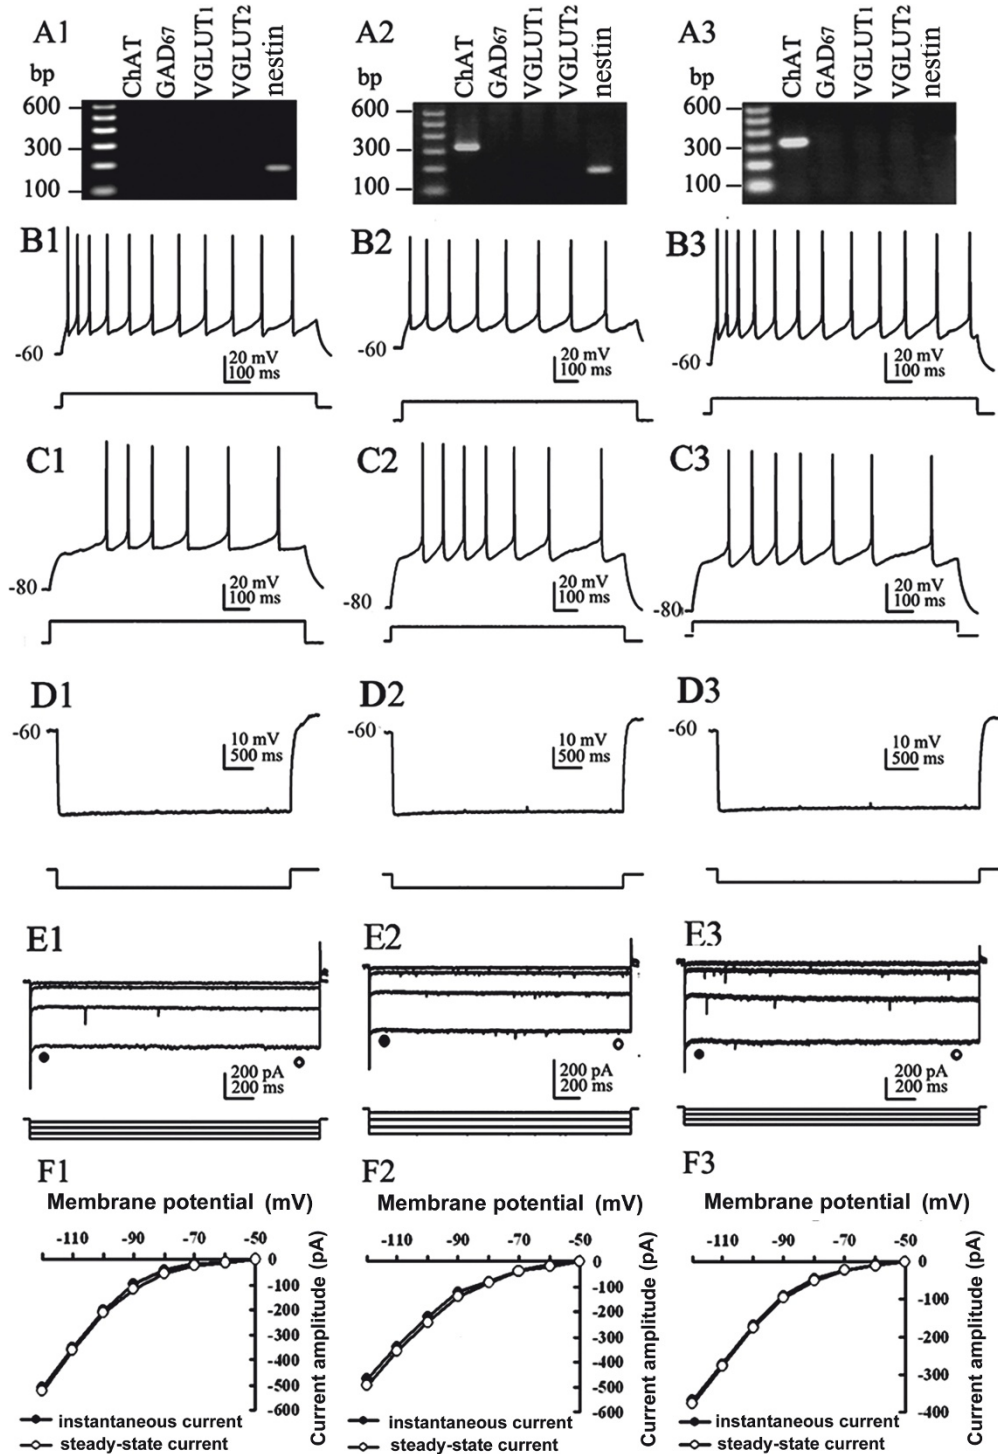 A1
bp
ChAT
GAD67
VGLUT1
VGLUT2
nestin
600
300
100
A2
bp
ChAT
GAD67
VGLUT1
VGLUT2
nestin
600
300
100
A3
bp
ChAT
GAD67
VGLUT1
VGLUT2
nestin
600
300
100
B1
-60
20 mV
100 ms
B2
-60
20 mV
100 ms
B3
-60
20 mV
100 ms
C1
-80
20 mV
100 ms
C2
-80
20 mV
100 ms
C3
-80
20 mV
100 ms
D1
-60
10 mV
500 ms
D2
-60
10 mV
500 ms
D3
-60
10 mV
500 ms
E1
200 pA
200 ms
E2
200 pA
200 ms
E3
200 pA
200 ms
F1
Membrane potential (mV)
-110 -90 -70 -50
0
-100
-200
-300
-400
-500
-600
Current amplitude (pA)
instantaneous current
steady-state current
F2
Membrane potential (mV)
-110 -90 -70 -50
0
-100
-200
-300
-400
-500
-600
Current amplitude (pA)
instantaneous current
steady-state current
F3
Membrane potential (mV)
-110 -90 -70 -50
0
-100
-200
-300
-400
Current amplitude (pA)
instantaneous current
steady-state current